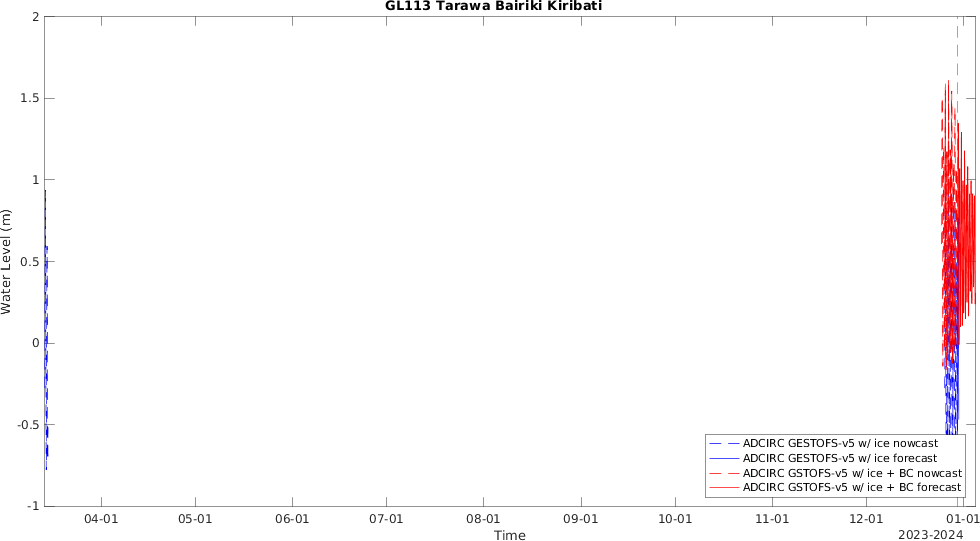 GL113 Tarawa Bairiki Kiribati
2
1.5
1
0.5
0
-0.5
-1
Water Level (m)
04-01 05-01 06-01 07-01 08-01 09-01 10-01 11-01 12-01 01-01
Time
2023-2024
ADCIRC GESTOFS-v5 w/ ice nowcast
ADCIRC GESTOFS-v5 w/ ice forecast
ADCIRC GSTOFS-v5 w/ ice + BC nowcast
ADCIRC GSTOFS-v5 w/ ice + BC forecast